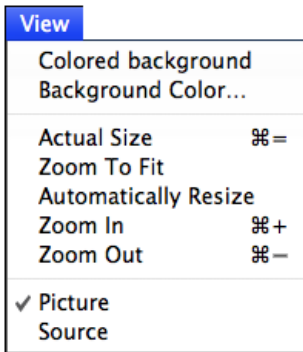 View
Colored background
Background Color...
Actual Size ⌘=
Zoom To Fit
Automatically Resize
Zoom In ⌘+
Zoom Out ⌘−
✓ Picture
Source